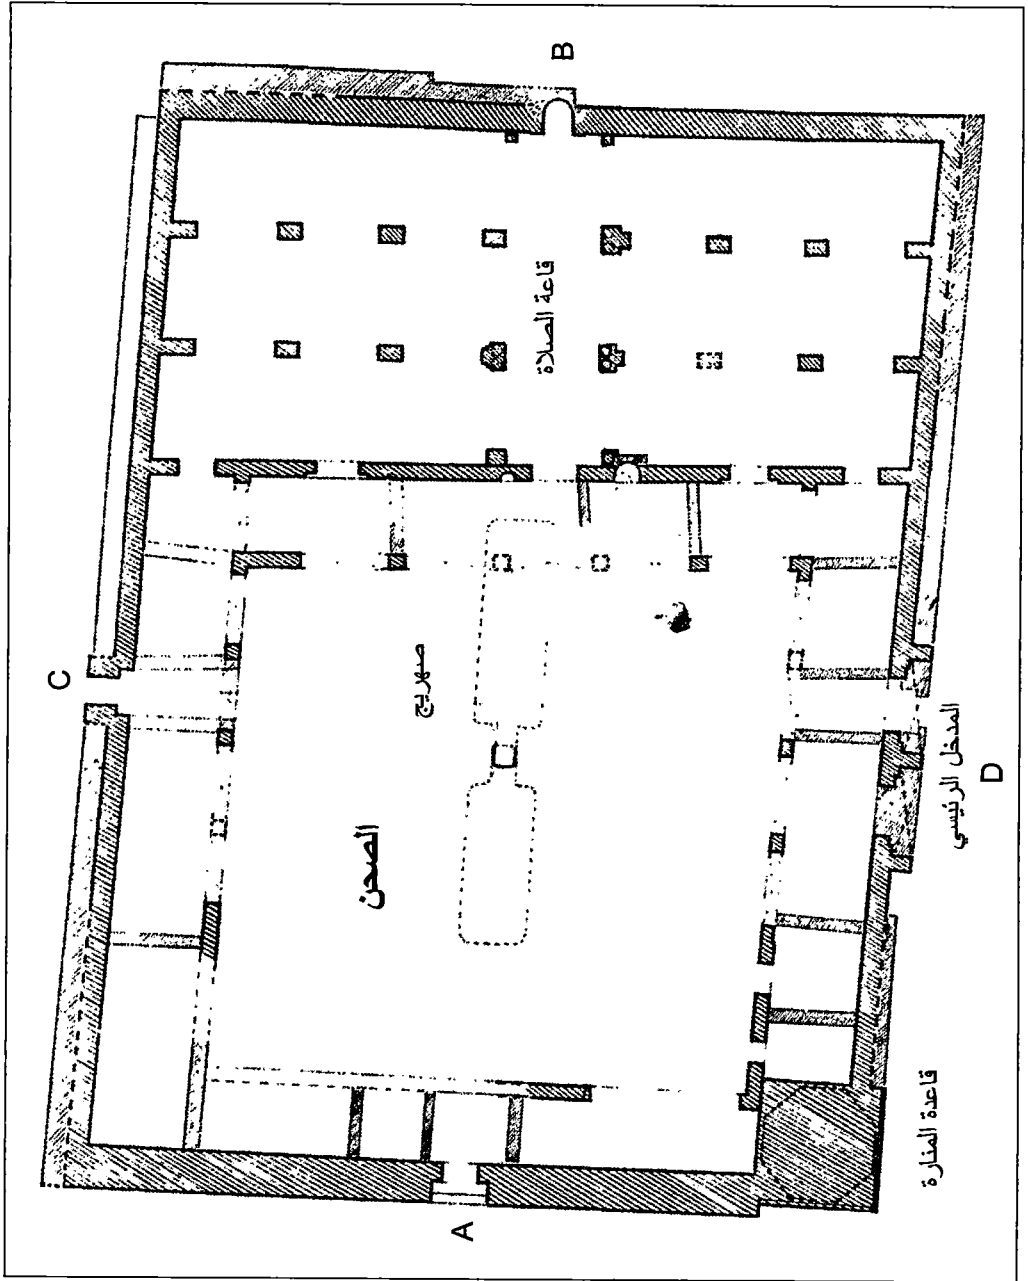 B
قاعة الصلاة
C
صهريج
الصحن
المدخل الرئيسي
D
قاعدة المنارة
A